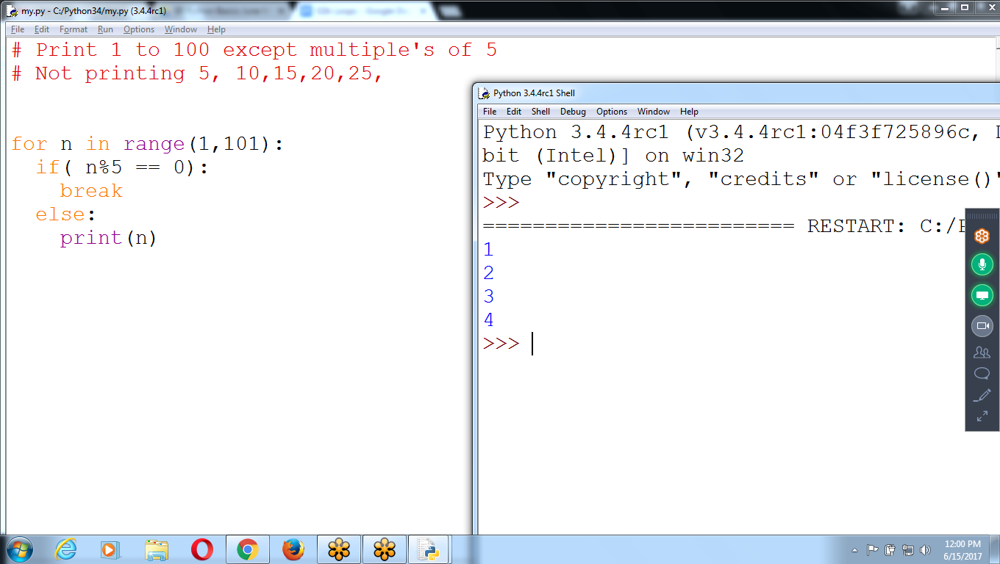 my.py - C:/Python34/my.py (3.4.4rc1)
File Edit Format Run Options Window Help
# Print 1 to 100 except multiple's of 5
# Not printing 5, 10,15,20,25,
for n in range(1,101):
if( n%5 == 0):
break
else:
print(n)
Python 3.4.4rc1 Shell
File Edit Shell Debug Options Window Help
Python 3.4.4rc1 (v3.4.4rc1:04f3f725896c,
bit (Intel)] on win32
Type "copyright", "credits" or "license()"
>>>
========================= RESTART: C:/
1
2
3
4
>>>
12:00 PM
6/15/2017